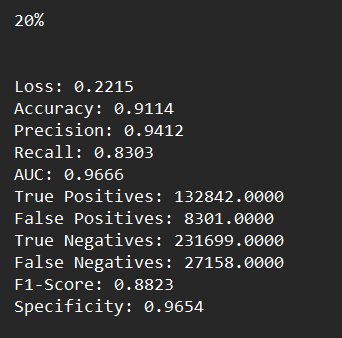 20%
Loss: 0.2215
Accuracy: 0.9114
Precision: 0.9412
Recall: 0.8303
AUC: 0.9666
True Positives: 132842.0000
False Positives: 8301.0000
True Negatives: 231699.0000
False Negatives: 27158.0000
F1-Score: 0.8823
Specificity: 0.9654